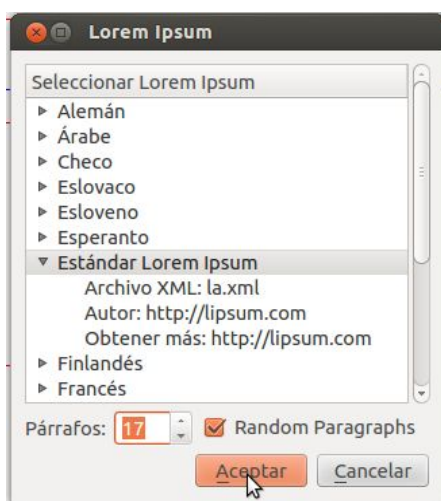 Lorem Ipsum
Seleccionar Lorem Ipsum
Alemán
Árabe
Checo
Eslovaco
Esloveno
Esperanto
Estándar Lorem Ipsum
Archivo XML: la.xml
Autor: http://lipsum.com
Obtener más: http://lipsum.com
Finlandés
Francés
Párrafos: 17 Random Paragraphs
Aceptar Cancelar